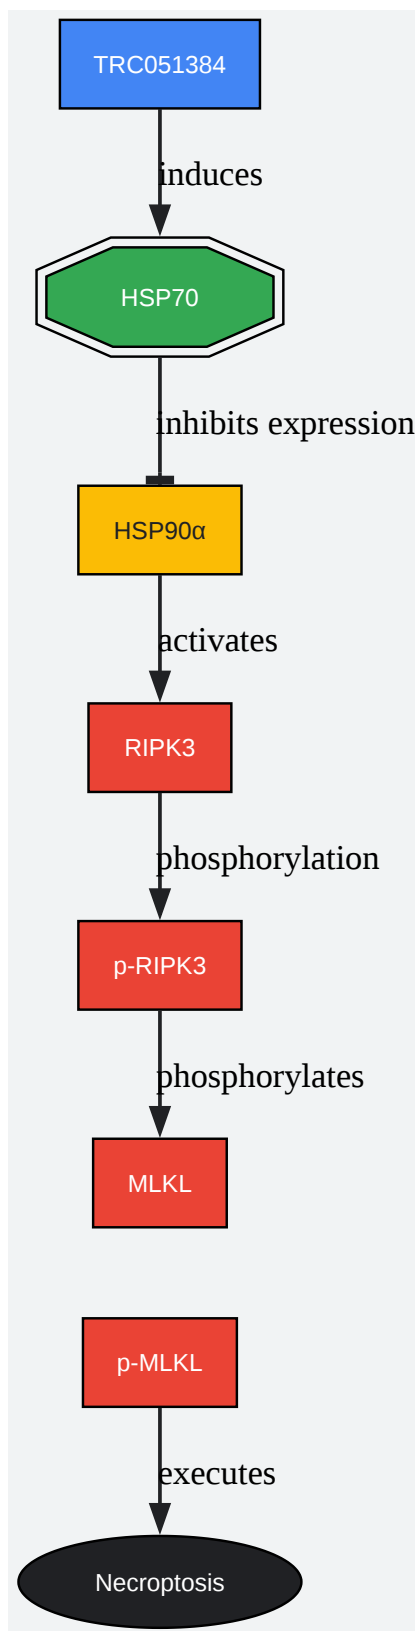 TRC051384
induces
HSP70
inhibits expression
HSP90α
activates
RIPK3
phosphorylation
p-RIPK3
phosphorylates
MLKL
p-MLKL
executes
Necroptosis